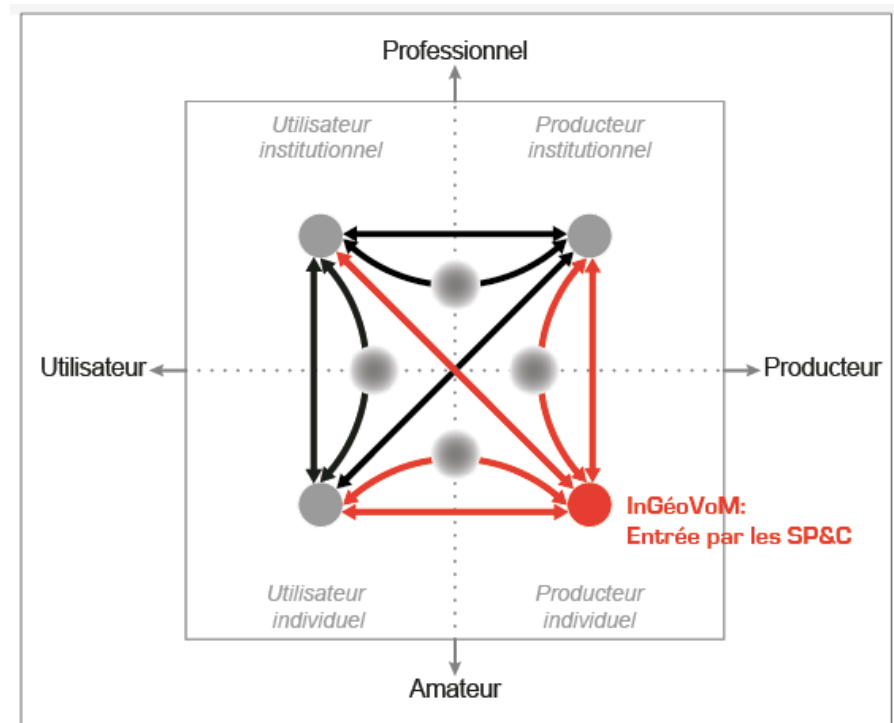 Professionnel
Utilisateur
institutionnel
Producteur
institutionnel
Utilisateur
Producteur
InGéoVoM:
Entrée par les SP&C
Utilisateur
individuel
Producteur
individuel
Amateur